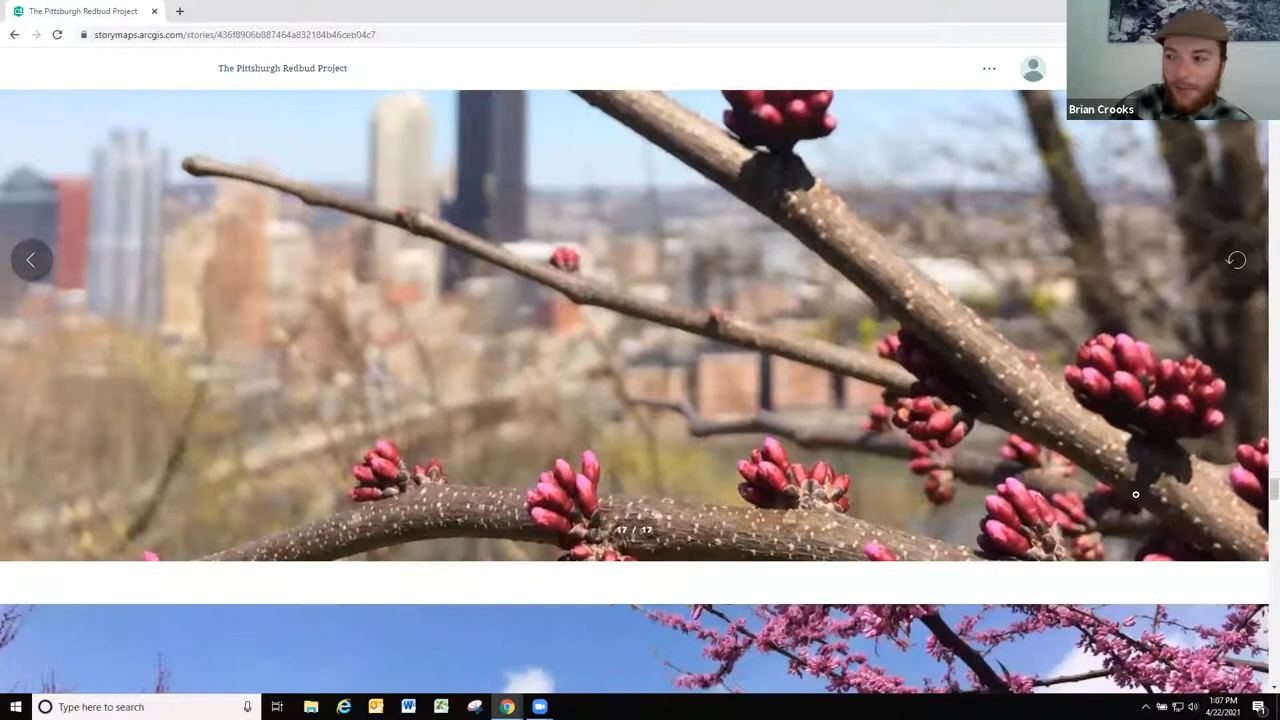 The Pittsburgh Redbud Project
storymaps.arcgis.com/stories/436f8906b887464a832184b46ceb04c7
The Pittsburgh Redbud Project
Brian Crooks
17 / 17
Type here to search
1:07 PM
4/22/2021